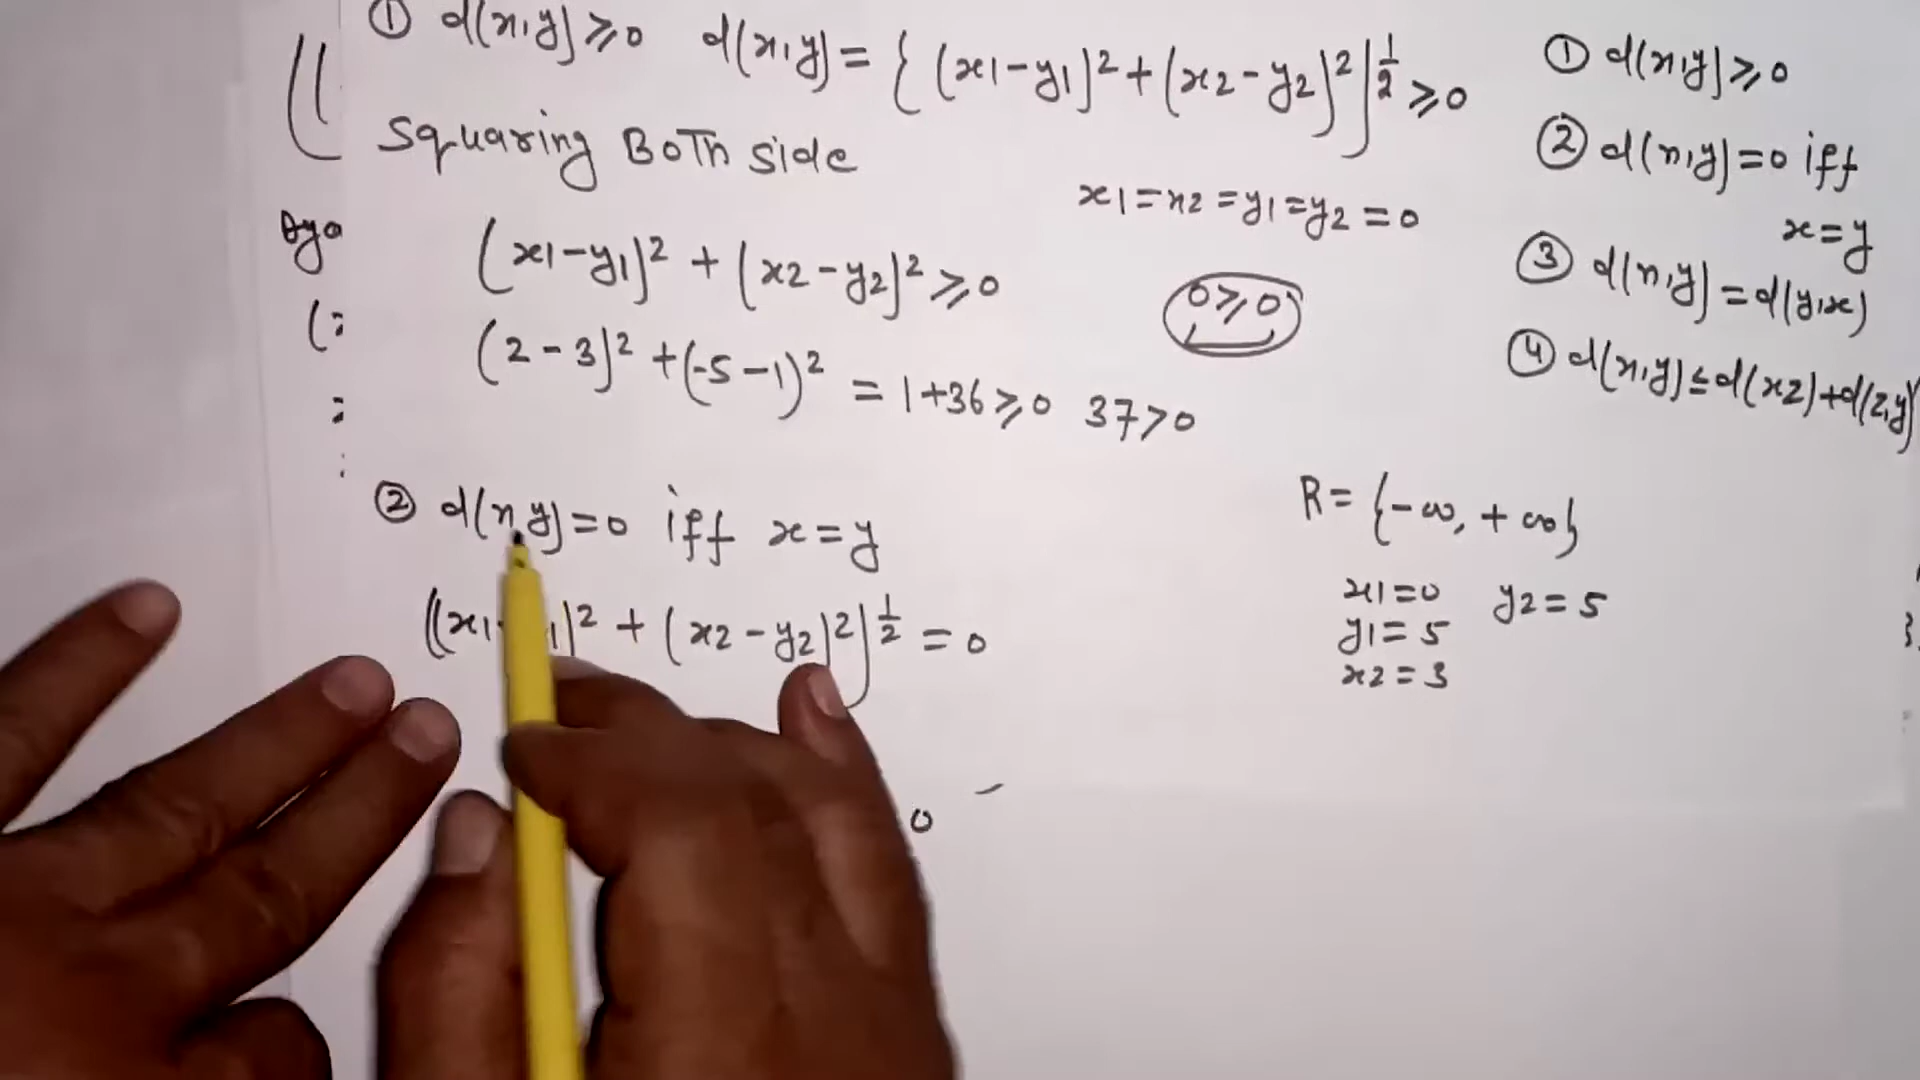 ① d(x,y) ≥ 0 d(x,y) = { (x1-y1)² + (x2-y2)² }^1/2 ≥ 0
Squaring BoTh side
x1 = x2 = y1 = y2 = 0
(x1-y1)² + (x2-y2)² ≥ 0
0 ≥ 0
(2-3)² + (-5-1)² = 1+36 ≥ 0 37 > 0
② d(x,y) = 0 iff x = y
((x1 1)² + (x2-y2)²)^1/2 = 0
0
① d(x,y) ≥ 0
② d(x,y) = 0 iff
x = y
③ d(x,y) = d(y,x)
④ d(x,y) ≤ d(xz) + d(z,y)
R = {-∞, +∞}
x1 = 0 y2 = 5
y1 = 5
x2 = 3